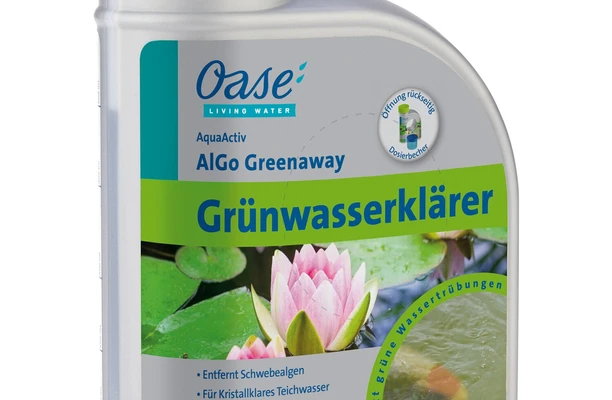 Oase
LIVING WATER
AquaActiv
AlGo Greenaway
Öffnung rückseitig
Dosierbecher
Grünwasserklärer
t grüne Wassertrübungen
• Entfernt Schwebealgen
• Für Kristallklares Teichwasser